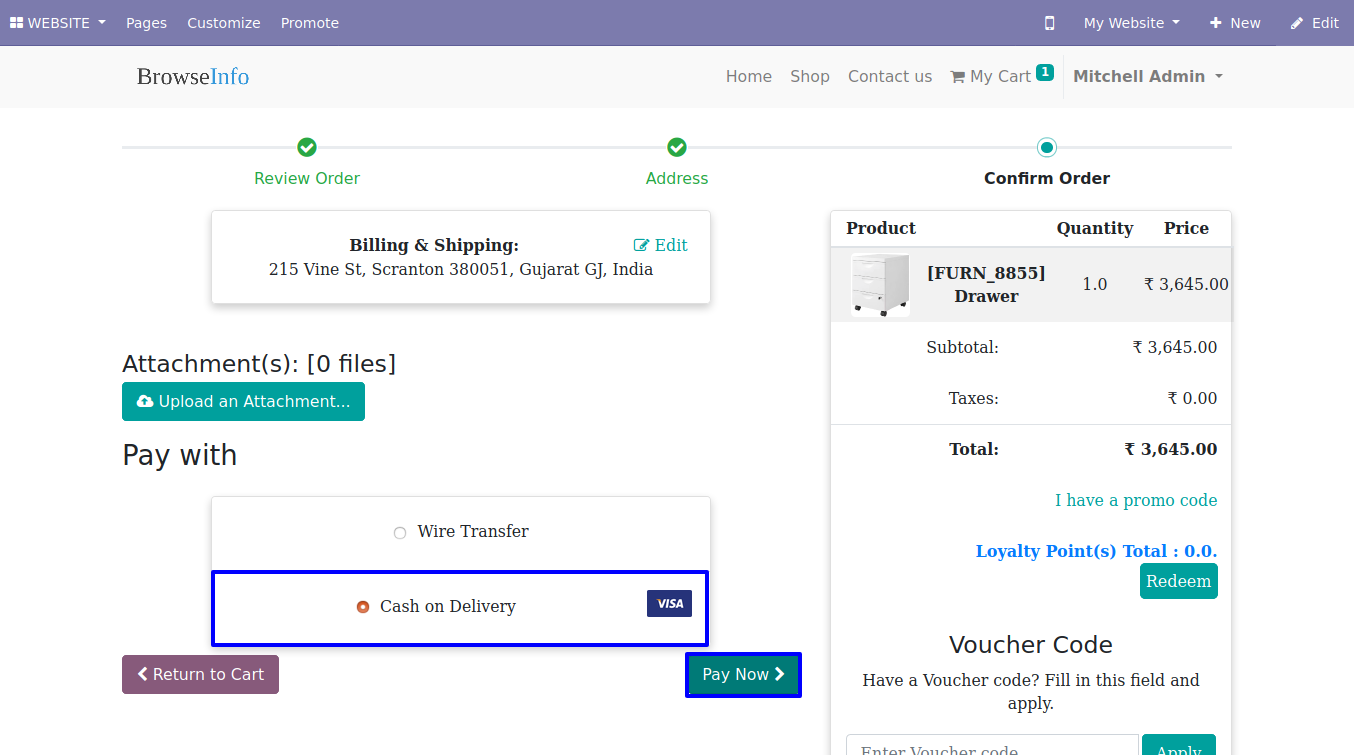 WEBSITE Pages Customize Promote My Website New Edit
BrowseInfo Home Shop Contact us My Cart 1 Mitchell Admin
Review Order Address Confirm Order
Billing & Shipping: Edit
215 Vine St, Scranton 380051, Gujarat GJ, India
Attachment(s): [0 files]
Upload an Attachment...
Pay with
Wire Transfer
Cash on Delivery VISA
Return to Cart Pay Now
Product Quantity Price
[FURN_8855] Drawer 1.0 ₹ 3,645.00
Subtotal: ₹ 3,645.00
Taxes: ₹ 0.00
Total: ₹ 3,645.00
I have a promo code
Loyalty Point(s) Total : 0.0.
Redeem
Voucher Code
Have a Voucher code? Fill in this field and
apply.
Enter Voucher code Apply